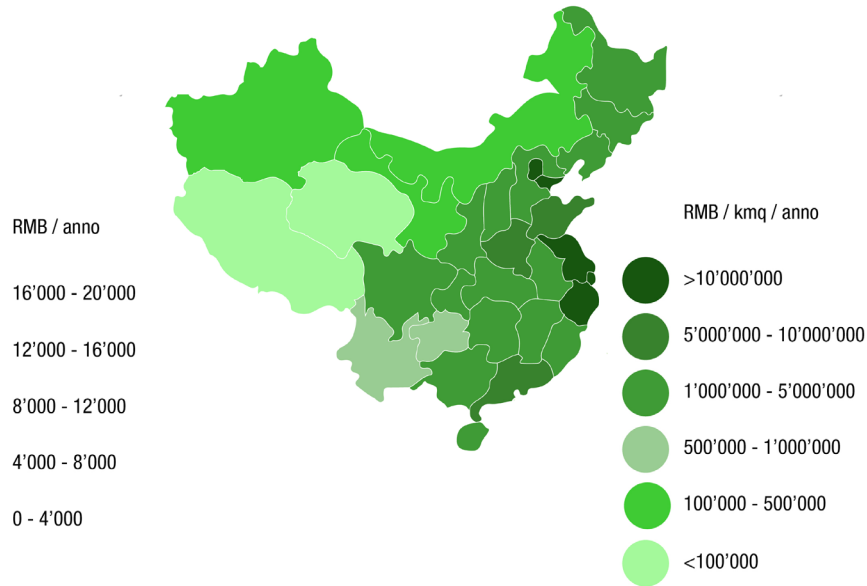 RMB / anno
16’000 - 20’000
12’000 - 16’000
8’000 - 12’000
4’000 - 8’000
0 - 4’000
RMB / kmq / anno
>10’000’000
5’000’000 - 10’000’000
1’000’000 - 5’000’000
500’000 - 1’000’000
100’000 - 500’000
<100’000